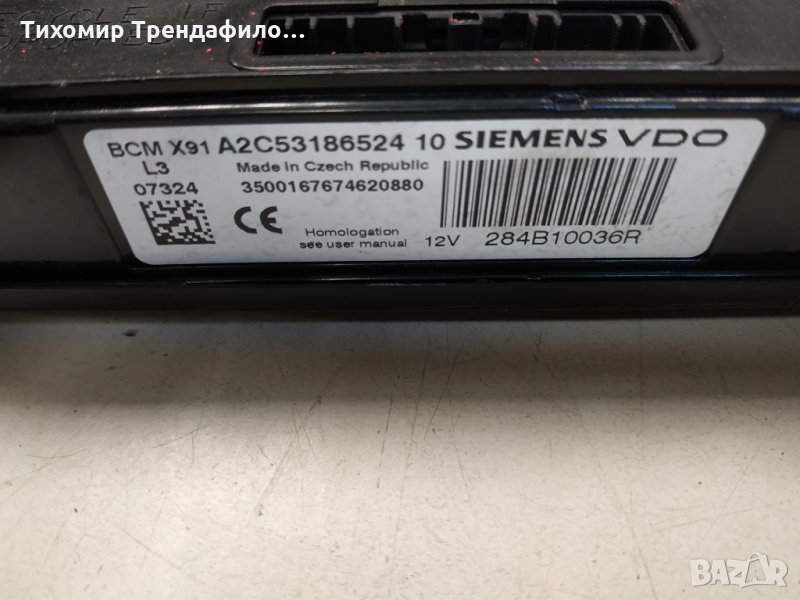 Тихомир Трендафило...
BCM X91 A2C53186524 10 SIEMENS VDO
L3 Made in Czech Republic
07324 3500167674620880
CE
Homologation
see user manual 12V 284B10036R
BAZAR